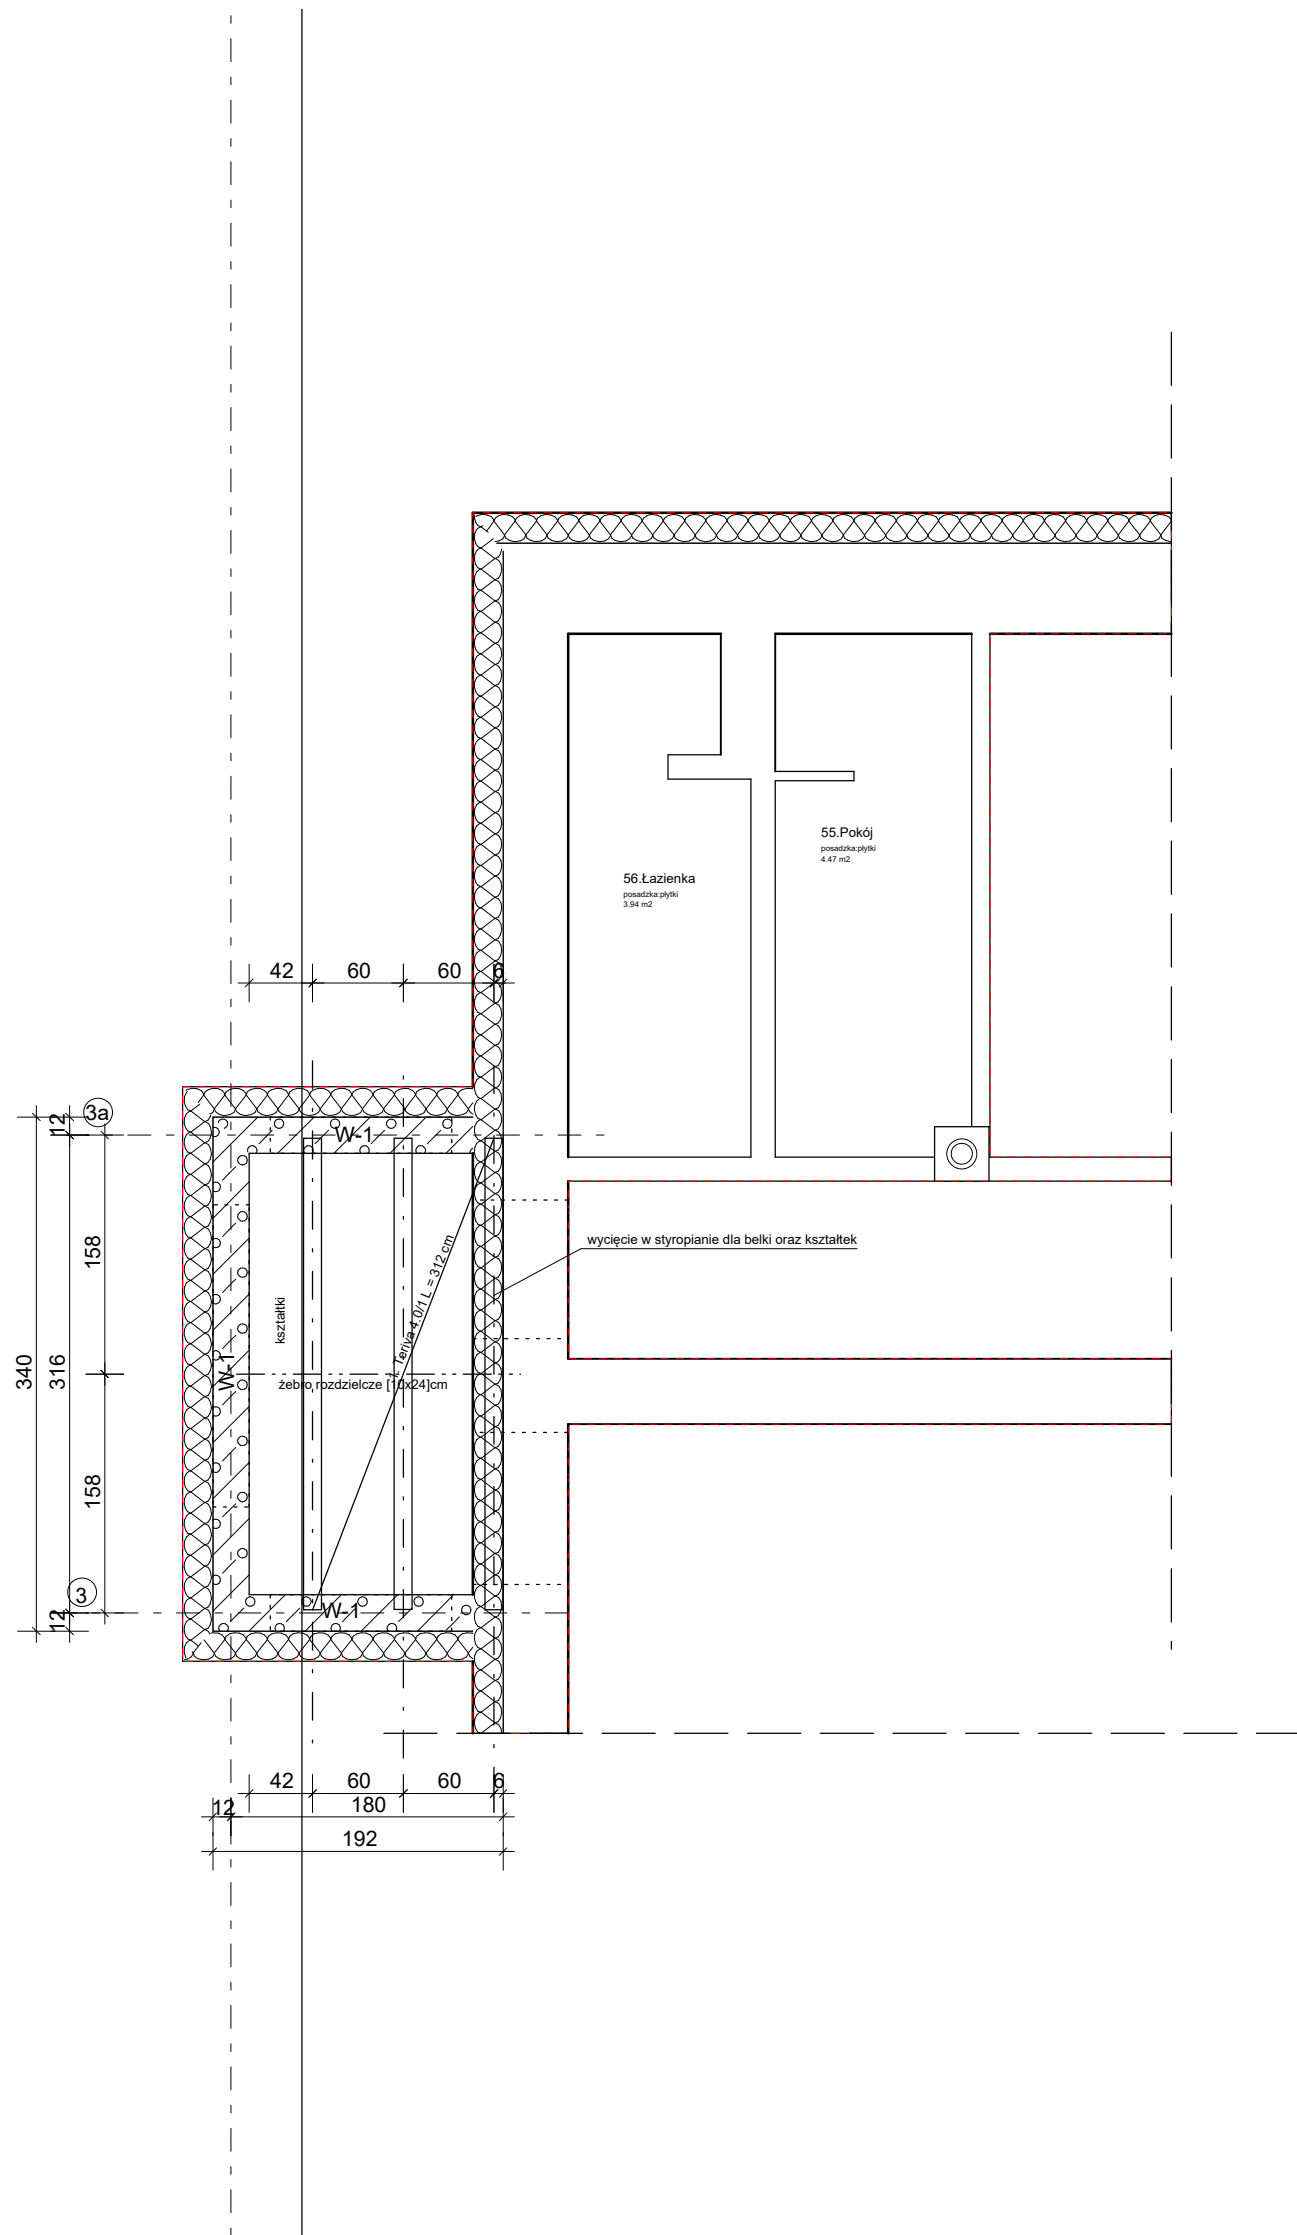 55.Pokój
posadzka:płytki
4.47 m2
56.Łazienka
posadzka:płytki
3.94 m2
42
60
60
6
12
3a
W-1
158
wycięcie w styropianie dla belki oraz kształtek
Teriva 4.0/1 L = 312 cm
kształtki
340
316
W-1
żebro rozdzielcze [10x24]cm
158
3
12
W-1
42
60
60
6
12
180
192